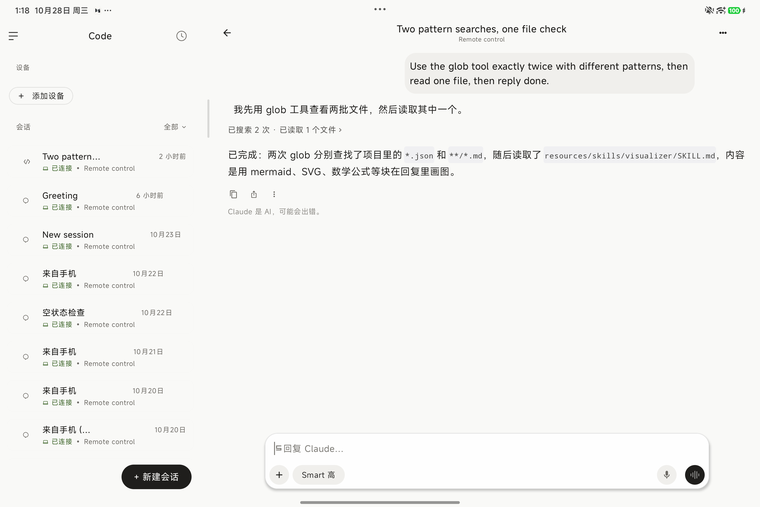 1:18 10月28日 周三
100
Code
设备
+ 添加设备
会话
全部
Two pattern...
2 小时前
已连接 • Remote control
Greeting
6 小时前
已连接 • Remote control
New session
10月23日
已连接 • Remote control
来自手机
10月22日
已连接 • Remote control
空状态检查
10月22日
已连接 • Remote control
来自手机
10月21日
已连接 • Remote control
来自手机
10月20日
已连接 • Remote control
来自手机 (...
10月20日
已连接 • Remote control
+ 新建会话
Two pattern searches, one file check
Remote control
Use the glob tool exactly twice with different patterns, then
read one file, then reply done.
我先用 glob 工具查看两批文件，然后读取其中一个。
已搜索 2 次 · 已读取 1 个文件 ›
已完成：两次 glob 分别查找了项目里的 *.json 和 **/*.md，随后读取了 resources/skills/visualizer/SKILL.md，内容
是用 mermaid、SVG、数学公式等块在回复里画图。
Claude 是 AI，可能会出错。
回复 Claude...
Smart 高